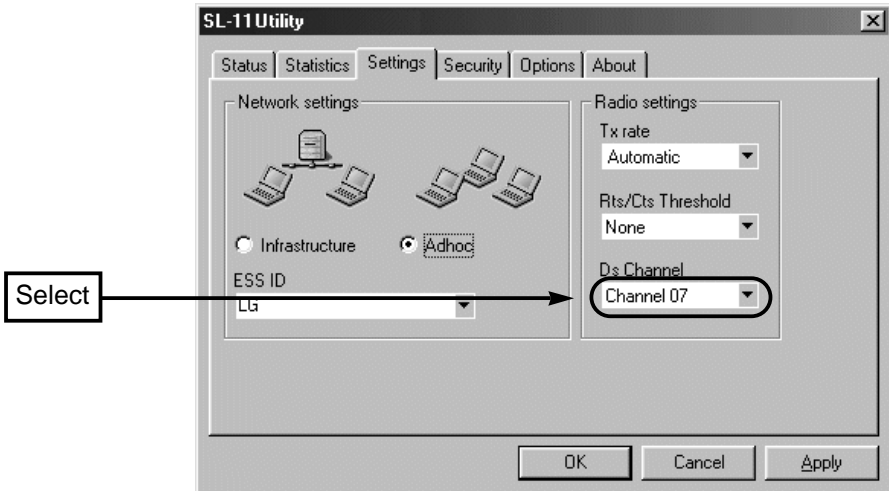 SL-11 Utility
Status Statistics Settings Security Options About
Network settings
Infrastructure Adhoc
ESS ID
LG
Radio settings
Tx rate
Automatic
Rts/Cts Threshold
None
Ds Channel
Channel 07
Select
OK Cancel Apply